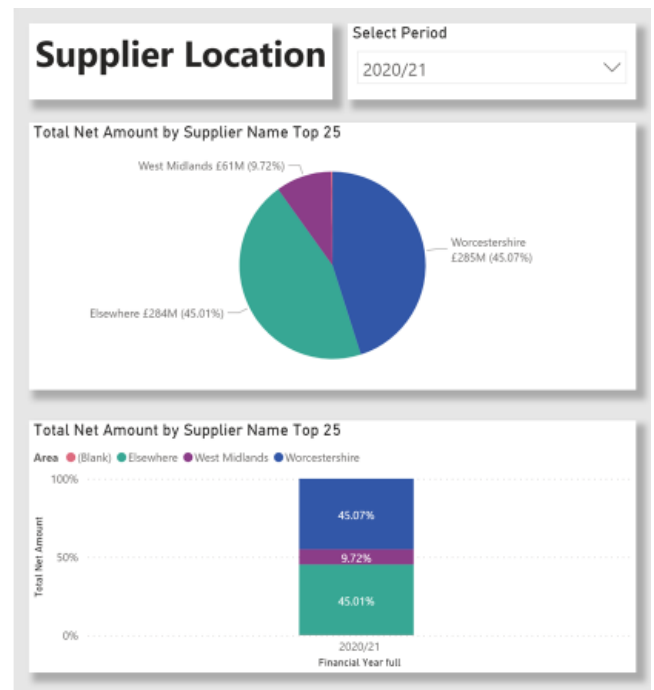 Supplier Location
Select Period
2020/21
Total Net Amount by Supplier Name Top 25
West Midlands £61M (9.72%)
Worcestershire
£285M (45.07%)
Elsewhere £284M (45.01%)
Total Net Amount by Supplier Name Top 25
Area (Blank) Elsewhere West Midlands Worcestershire
100%
50%
0%
Total Net Amount
45.07%
9.72%
45.01%
2020/21
Financial Year full